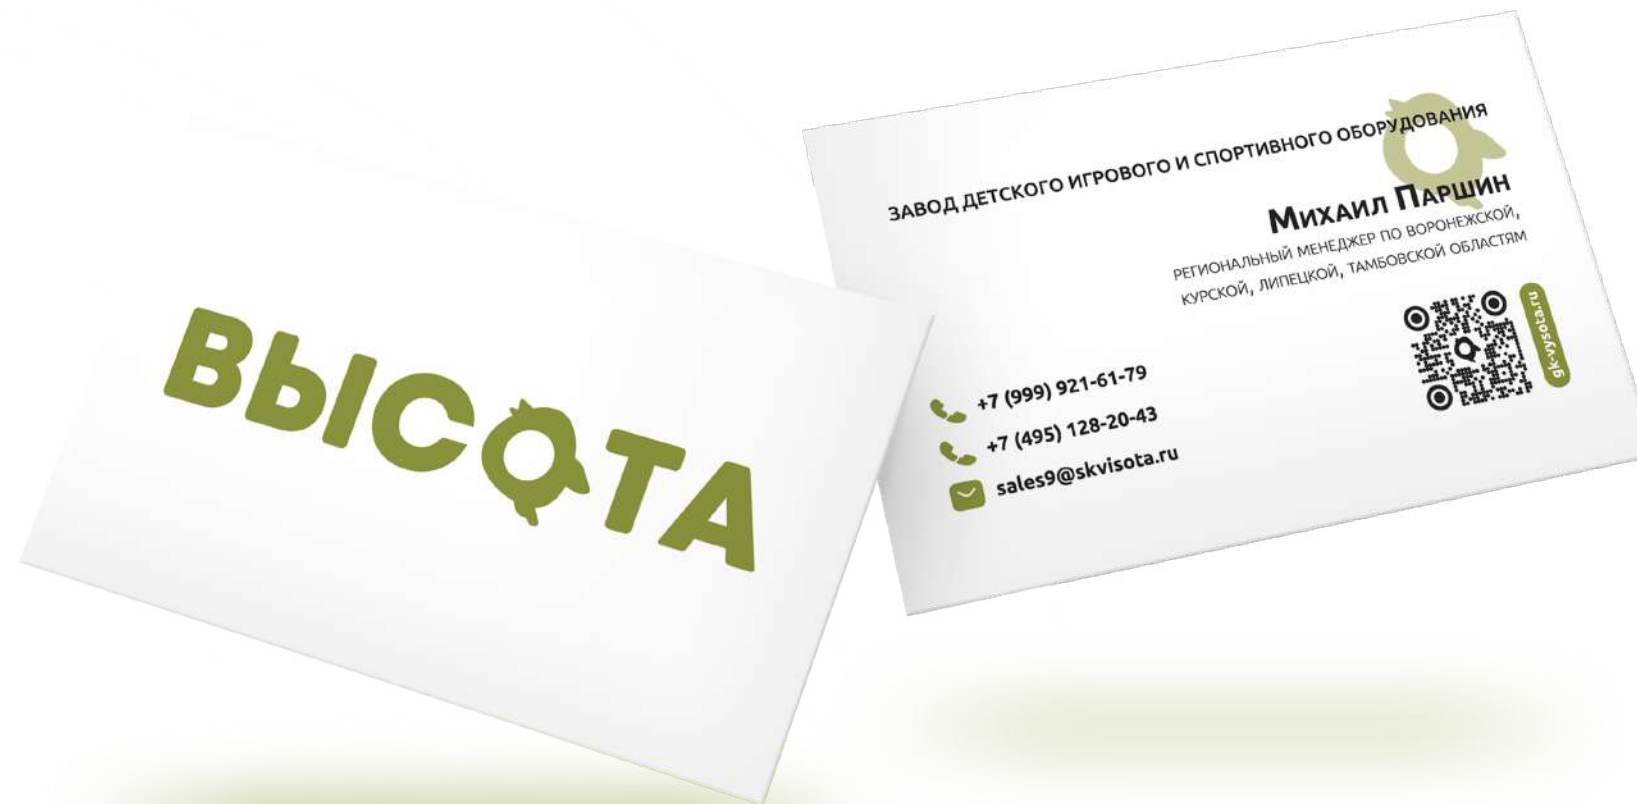 ВЫСОТА
ЗАВОД ДЕТСКОГО ИГРОВОГО И СПОРТИВНОГО ОБОРУДОВАНИЯ
МИХАИЛ ПАРШИН
РЕГИОНАЛЬНЫЙ МЕНЕДЖЕР ПО ВОРОНЕЖСКОЙ,
КУРСКОЙ, ЛИПЕЦКОЙ, ТАМБОВСКОЙ ОБЛАСТЯМ
gk-vysota.ru
+7 (999) 921-61-79
+7 (495) 128-20-43
sales9@skvisota.ru